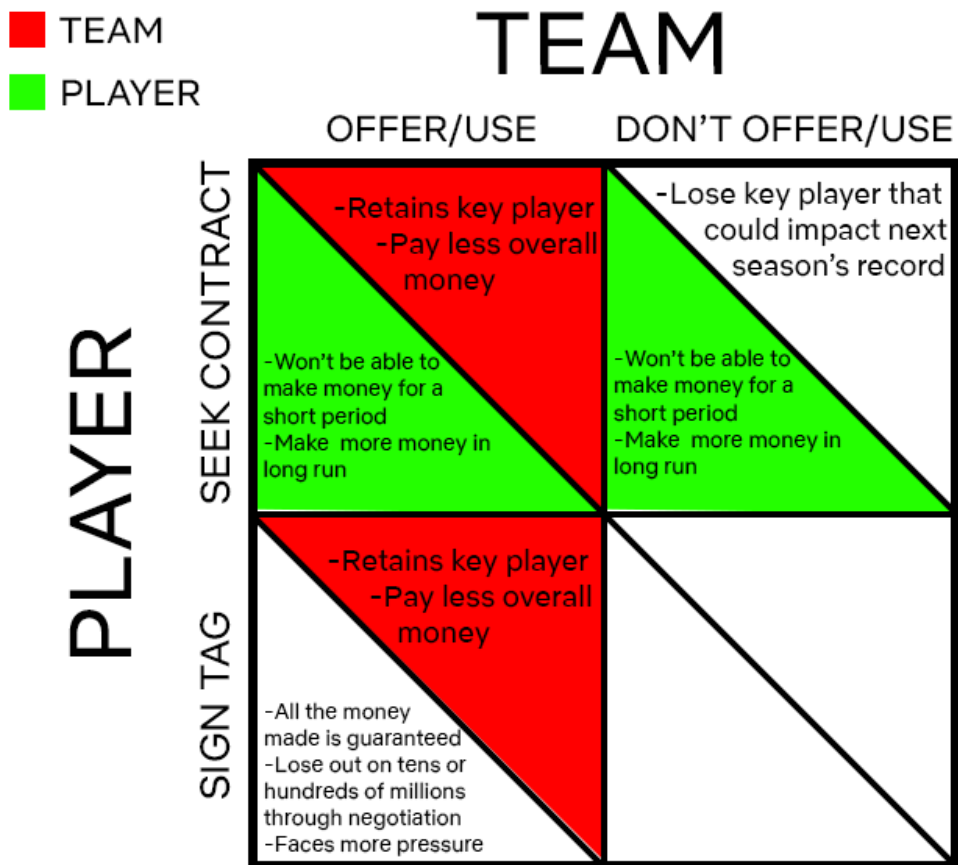 TEAM
PLAYER
TEAM
OFFER/USE
DON'T OFFER/USE
PLAYER
SEEK CONTRACT
-Retains key player
-Pay less overall
money
-Won't be able to
make money for a
short period
-Make  more money in
long run
-Lose key player that
could impact next
season's record
-Won't be able to
make money for a
short period
-Make  more money in
long run
SIGN TAG
-Retains key player
-Pay less overall
money
-All the money
made is guaranteed
-Lose out on tens or
hundreds of millions
through negotiation
-Faces more pressure